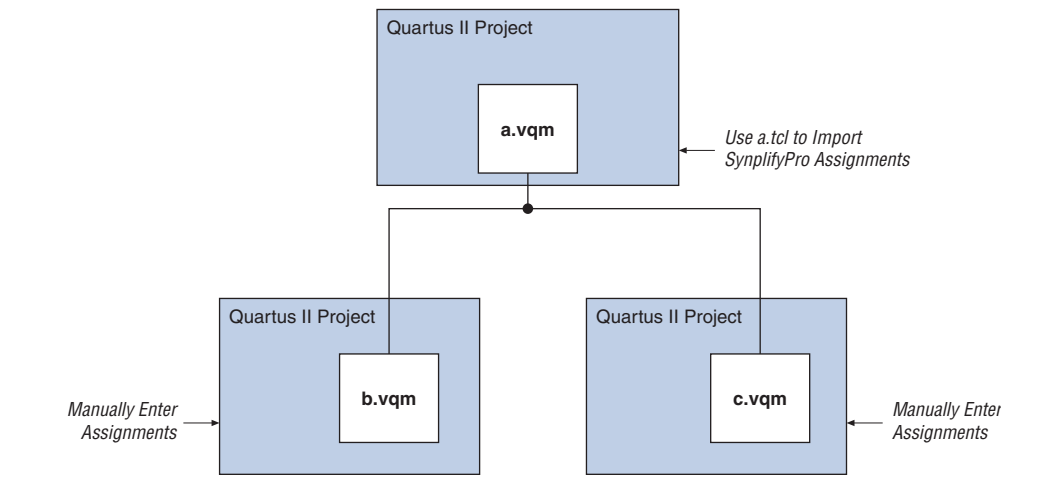 Quartus II Project
a.vqm
Use a.tcl to Import
SynplifyPro Assignments
Quartus II Project
b.vqm
Manually Enter
Assignments
Quartus II Project
c.vqm
Manually Enter
Assignments